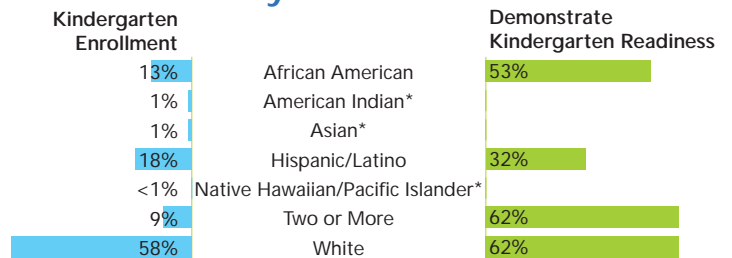 Kindergarten
Enrollment
Demonstrate
Kindergarten Readiness
13% African American 53%
1% American Indian*
1% Asian*
18% Hispanic/Latino 32%
<1% Native Hawaiian/Pacific Islander*
9% Two or More 62%
58% White 62%